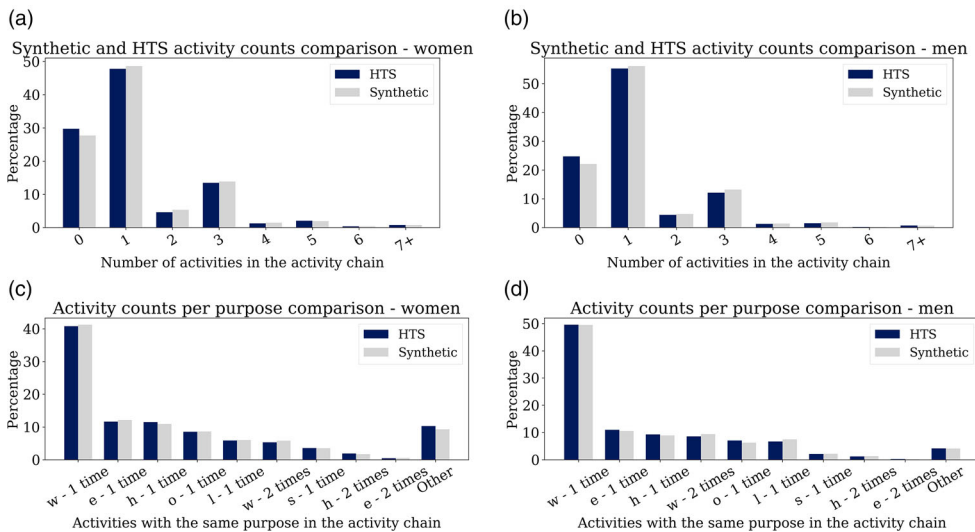 (a)
Synthetic and HTS activity counts comparison - women
50
40
30
20
10
0
Percentage
HTS
Synthetic
0 1 2 3 4 5 6 7+
Number of activities in the activity chain
(b)
Synthetic and HTS activity counts comparison - men
50
40
30
20
10
0
Percentage
HTS
Synthetic
0 1 2 3 4 5 6 7+
Number of activities in the activity chain
(c)
Activity counts per purpose comparison - women
40
30
20
10
0
Percentage
HTS
Synthetic
w - 1 time
e - 1 time
h - 1 time
o - 1 time
l - 1 time
w - 2 times
s - 1 time
h - 2 times
e - 2 times
Other
Activities with the same purpose in the activity chain
(d)
Activity counts per purpose comparison - men
50
40
30
20
10
0
Percentage
HTS
Synthetic
w - 1 time
e - 1 time
h - 1 time
w - 2 times
o - 1 time
l - 1 time
s - 1 time
h - 2 times
e - 2 times
Other
Activities with the same purpose in the activity chain